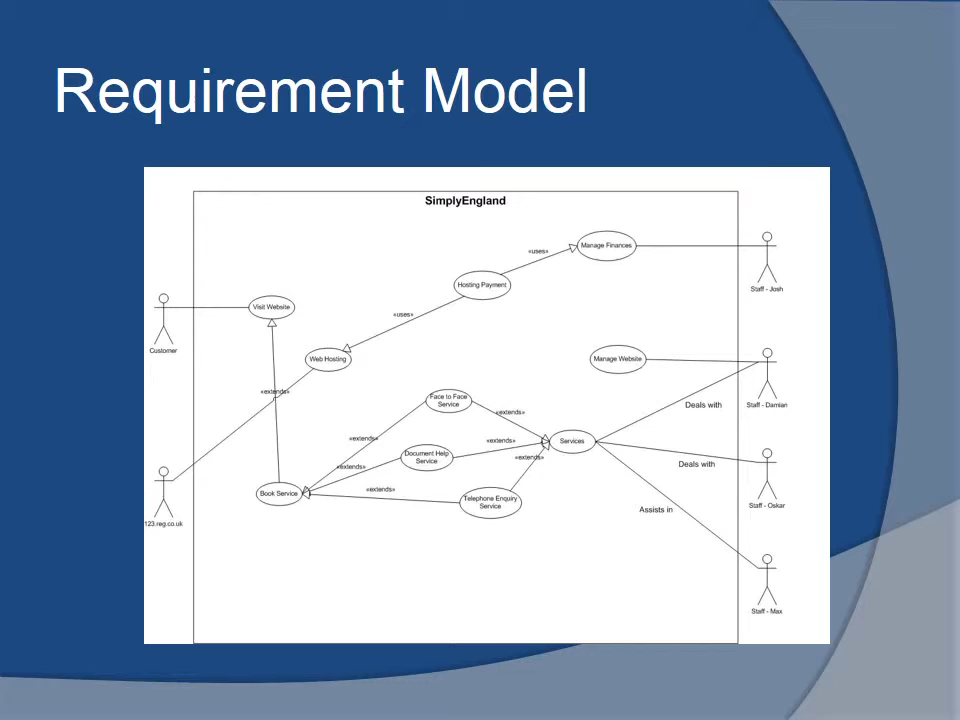 Requirement Model
SimplyEngland
«uses»
Manage Finances
Hosting Payment
Staff - Josh
Visit Website
«uses»
Customer
Web Hosting
Manage Website
«extends»
Face to Face
Service
Deals with
Staff - Damian
«extends»
«extends»
Services
«extends»
Document Help
Service
«extends»
«extends»
Deals with
«extends»
Book Service
«extends»
Telephone Enquiry
Service
Assists in
Staff - Oskar
123.reg.co.uk
Staff - Max